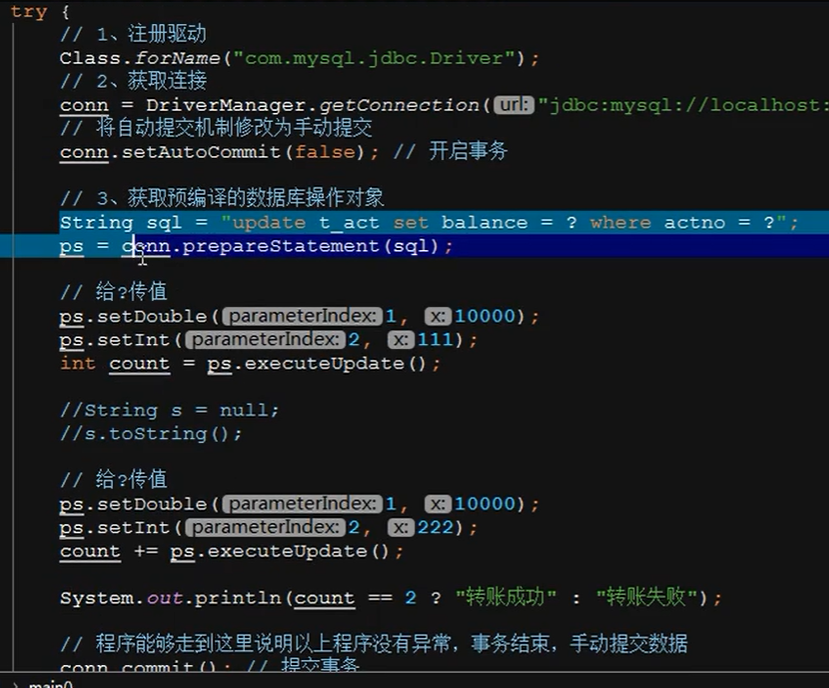 try {
// 1、注册驱动
Class.forName("com.mysql.jdbc.Driver");
// 2、获取连接
conn = DriverManager.getConnection( url: "jdbc:mysql://localhost:
// 将自动提交机制修改为手动提交
conn.setAutoCommit(false); // 开启事务
// 3、获取预编译的数据库操作对象
String sql = "update t_act set balance = ? where actno = ?";
ps = conn.prepareStatement(sql);
// 给?传值
ps.setDouble( parameterIndex: 1, x: 10000);
ps.setInt( parameterIndex: 2, x: 111);
int count = ps.executeUpdate();
//String s = null;
//s.toString();
// 给?传值
ps.setDouble( parameterIndex: 1, x: 10000);
ps.setInt( parameterIndex: 2, x: 222);
count += ps.executeUpdate();
System.out.println(count == 2 ? "转账成功" : "转账失败");
// 程序能够走到这里说明以上程序没有异常，事务结束，手动提交数据
conn.commit(); // 提交事务
main()